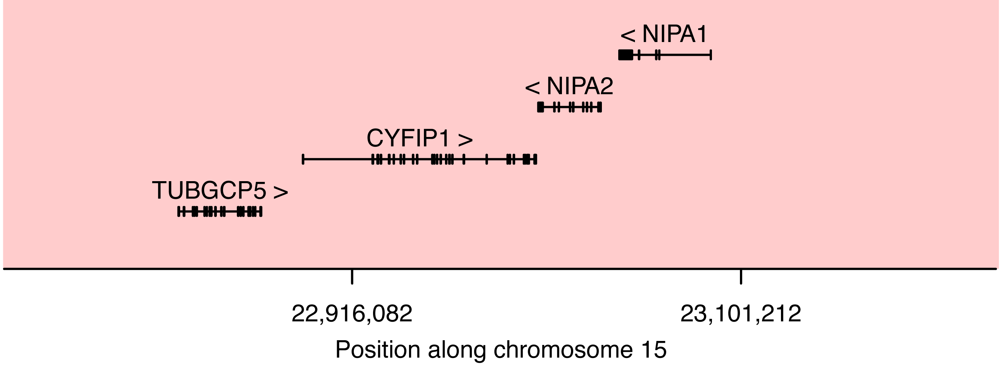 < NIPA1
< NIPA2
CYFIP1 >
TUBGCP5 >
22,916,082 23,101,212
Position along chromosome 15